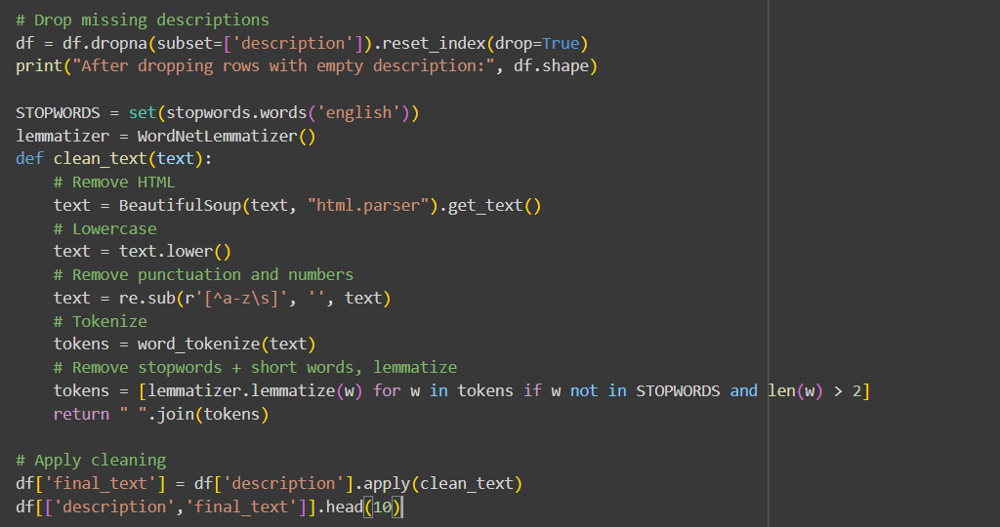 # Drop missing descriptions
df = df.dropna(subset=['description']).reset_index(drop=True)
print("After dropping rows with empty description:", df.shape)

STOPWORDS = set(stopwords.words('english'))
lemmatizer = WordNetLemmatizer()
def clean_text(text):
    # Remove HTML
    text = BeautifulSoup(text, "html.parser").get_text()
    # Lowercase
    text = text.lower()
    # Remove punctuation and numbers
    text = re.sub(r'[^a-z\s]', '', text)
    # Tokenize
    tokens = word_tokenize(text)
    # Remove stopwords + short words, lemmatize
    tokens = [lemmatizer.lemmatize(w) for w in tokens if w not in STOPWORDS and len(w) > 2]
    return " ".join(tokens)

# Apply cleaning
df['final_text'] = df['description'].apply(clean_text)
df[['description','final_text']].head(10)